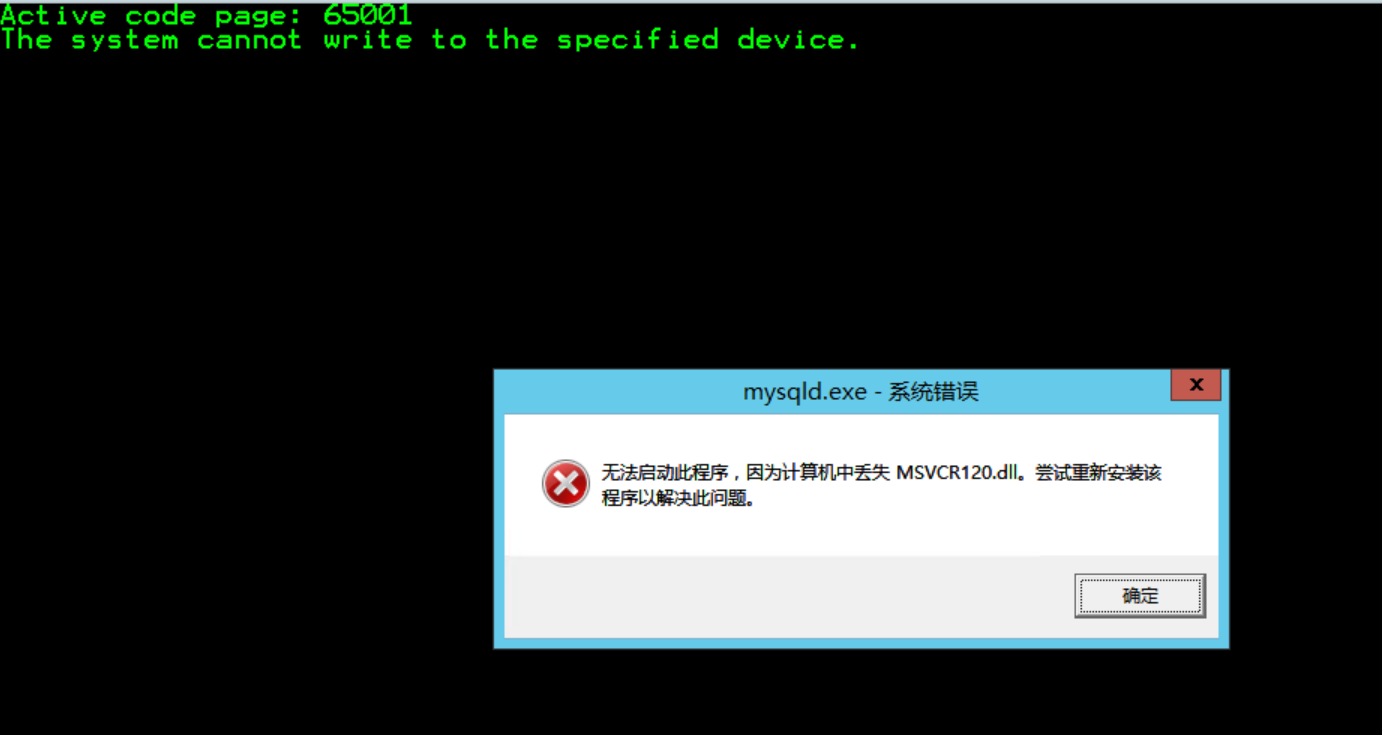 Active code page: 65001
The system cannot write to the specified device.
mysqld.exe - 系统错误
x
无法启动此程序，因为计算机中丢失 MSVCR120.dll。尝试重新安装该
程序以解决此问题。
确定